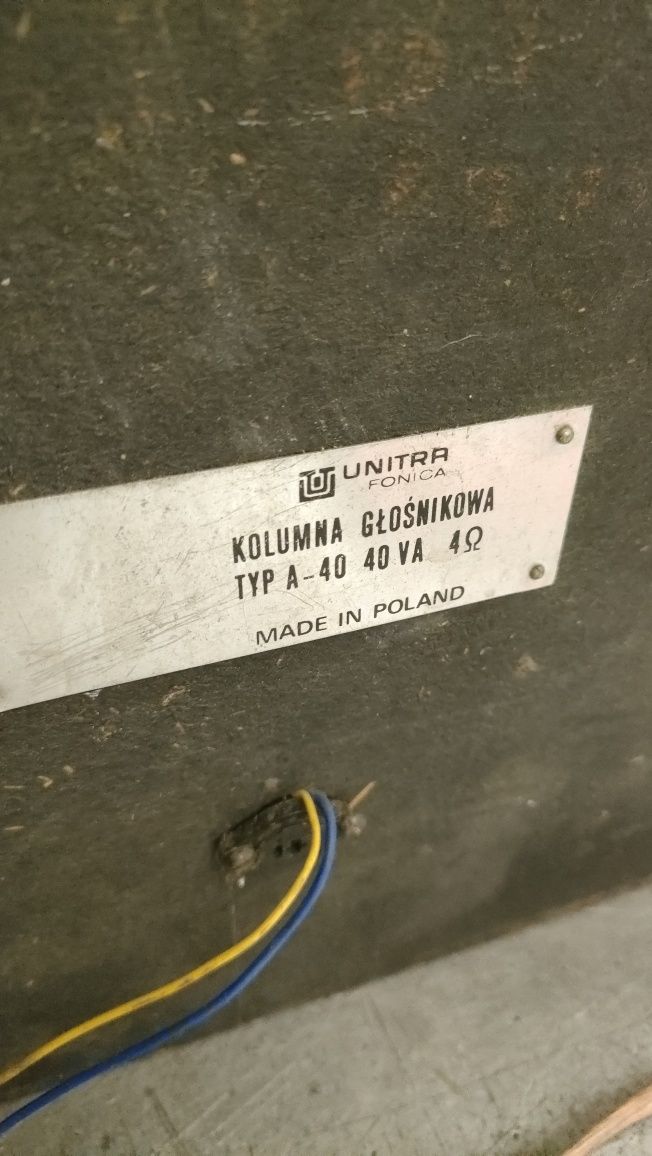 UNITRA
FONICA
KOLUMNA GŁOŚNIKOWA
TYP A-40 40 VA 4Ω
MADE IN POLAND